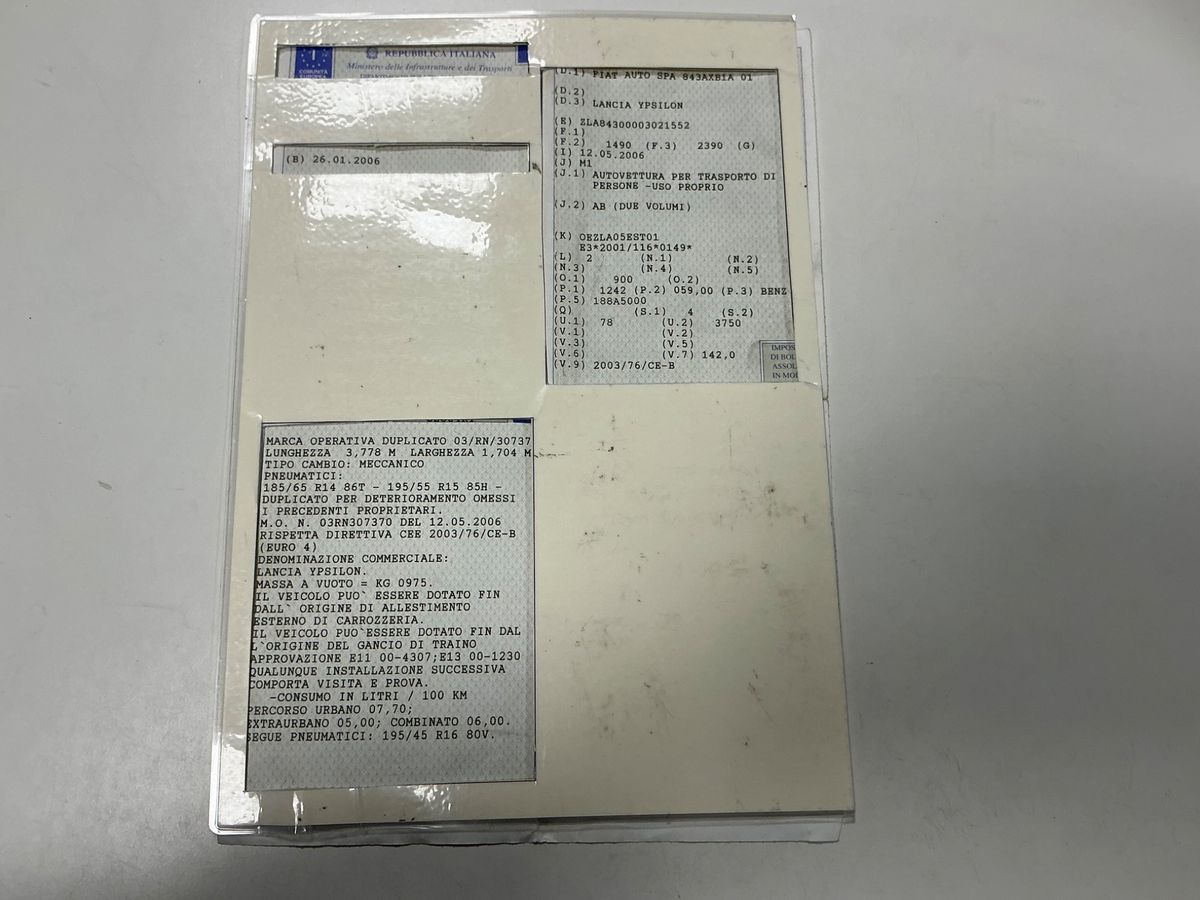 I
COMUNITÀ
EUROPEA
REPUBBLICA ITALIANA
Ministero delle Infrastrutture e dei Trasporti
(B) 26.01.2006
(D.1) FIAT AUTO SPA 843AXB1A 01
(D.2)
(D.3) LANCIA YPSILON
(E) ZLA84300003021552
(F.1)
(F.2) 1490 (F.3) 2390 (G)
(I) 12.05.2006
(J) M1
(J.1) AUTOVETTURA PER TRASPORTO DI
PERSONE -USO PROPRIO
(J.2) AB (DUE VOLUMI)
(K) OEZLA05EST01
E3*2001/116*0149*
(L) 2 (N.1) (N.2)
(N.3) (N.4) (N.5)
(O.1) 900 (O.2)
(P.1) 1242 (P.2) 059,00 (P.3) BENZ
(P.5) 188A5000
(Q) (S.1) 4 (S.2)
(U.1) 78 (U.2) 3750
(V.1) (V.2)
(V.3) (V.5)
(V.6) (V.7) 142,0
(V.9) 2003/76/CE-B
IMPOS
DI BOL
ASSOL
IN MOD
MARCA OPERATIVA DUPLICATO 03/RN/30737
LUNGHEZZA 3,778 M LARGHEZZA 1,704 M
TIPO CAMBIO: MECCANICO
PNEUMATICI:
185/65 R14 86T - 195/55 R15 85H -
DUPLICATO PER DETERIORAMENTO OMESSI
I PRECEDENTI PROPRIETARI.
M.O. N. 03RN307370 DEL 12.05.2006
RISPETTA DIRETTIVA CEE 2003/76/CE-B
(EURO 4)
DENOMINAZIONE COMMERCIALE:
LANCIA YPSILON.
MASSA A VUOTO = KG 0975.
IL VEICOLO PUO` ESSERE DOTATO FIN
DALL` ORIGINE DI ALLESTIMENTO
ESTERNO DI CARROZZERIA.
IL VEICOLO PUO`ESSERE DOTATO FIN DAL
L`ORIGINE DEL GANCIO DI TRAINO
APPROVAZIONE E11 00-4307;E13 00-1230
QUALUNQUE INSTALLAZIONE SUCCESSIVA
COMPORTA VISITA E PROVA.
-CONSUMO IN LITRI / 100 KM
PERCORSO URBANO 07,70;
EXTRAURBANO 05,00; COMBINATO 06,00.
SEGUE PNEUMATICI: 195/45 R16 80V.